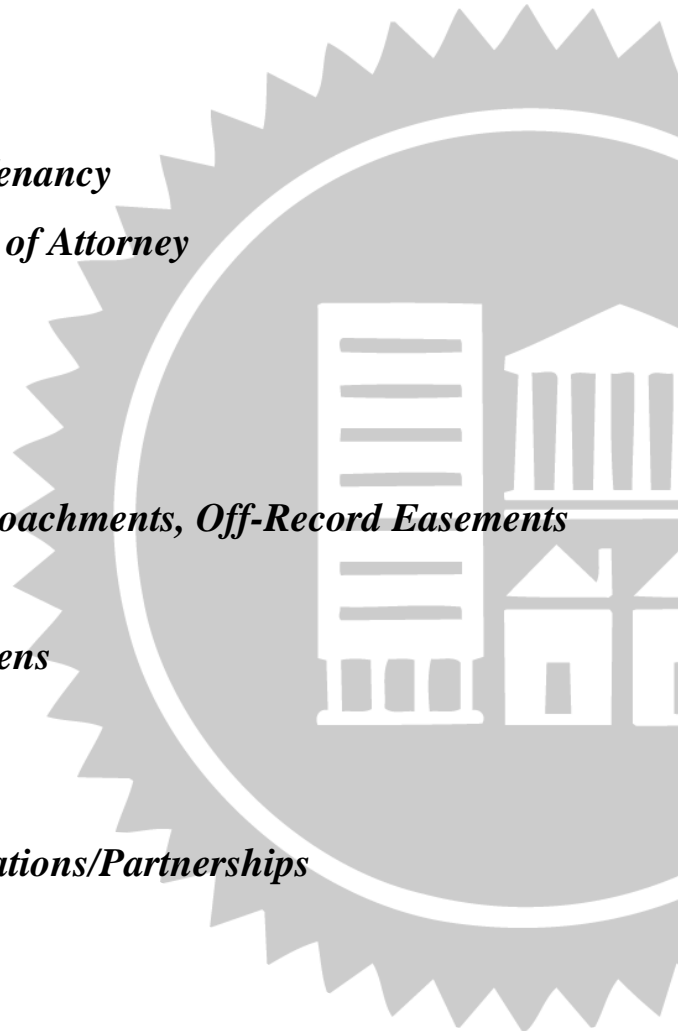 enancy
of Attorney
oachments, Off-Record Easements
ens
ations/Partnerships